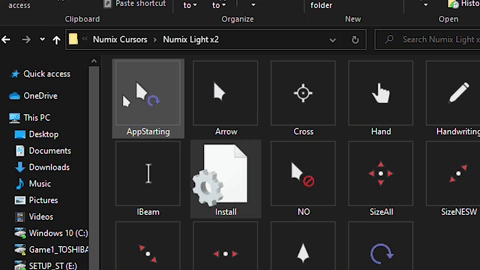 Paste shortcut
to
to
folder
Histo
Clipboard
Organize
New
Open
Numix Cursors > Numix Light x2
Search Numix Light x2
Quick access
OneDrive
This PC
Desktop
Documents
Downloads
Music
Pictures
Videos
Windows 10 (C:)
Game1_TOSHIBA
SETUP_ST (E:)
AppStarting
Arrow
Cross
Hand
Handwriting
IBeam
Install
NO
SizeAll
SizeNESW